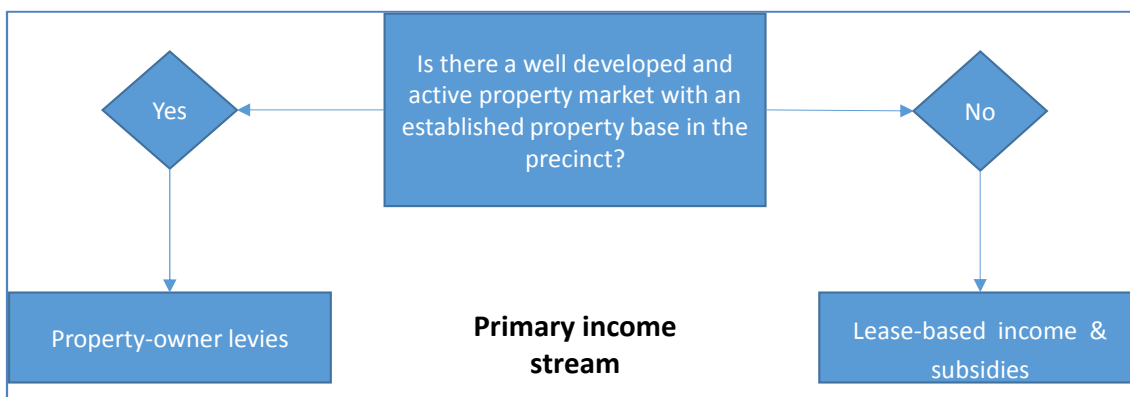 Is there a well developed and
active property market with an
established property base in the
precinct?
Yes
No
Property-owner levies
Primary income
stream
Lease-based income &
subsidies